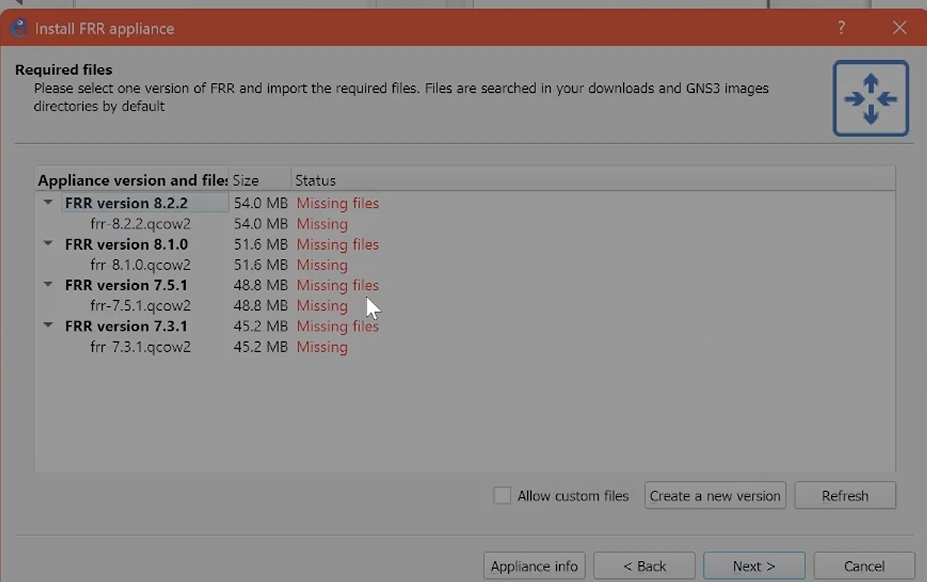 Install FRR appliance
?
Required files
Please select one version of FRR and import the required files. Files are searched in your downloads and GNS3 images
directories by default
Appliance version and files Size Status
FRR version 8.2.2 54.0 MB Missing files
frr-8.2.2.qcow2 54.0 MB Missing
FRR version 8.1.0 51.6 MB Missing files
frr-8.1.0.qcow2 51.6 MB Missing
FRR version 7.5.1 48.8 MB Missing files
frr-7.5.1.qcow2 48.8 MB Missing
FRR version 7.3.1 45.2 MB Missing files
frr-7.3.1.qcow2 45.2 MB Missing
Allow custom files Create a new version Refresh
Appliance info < Back Next > Cancel